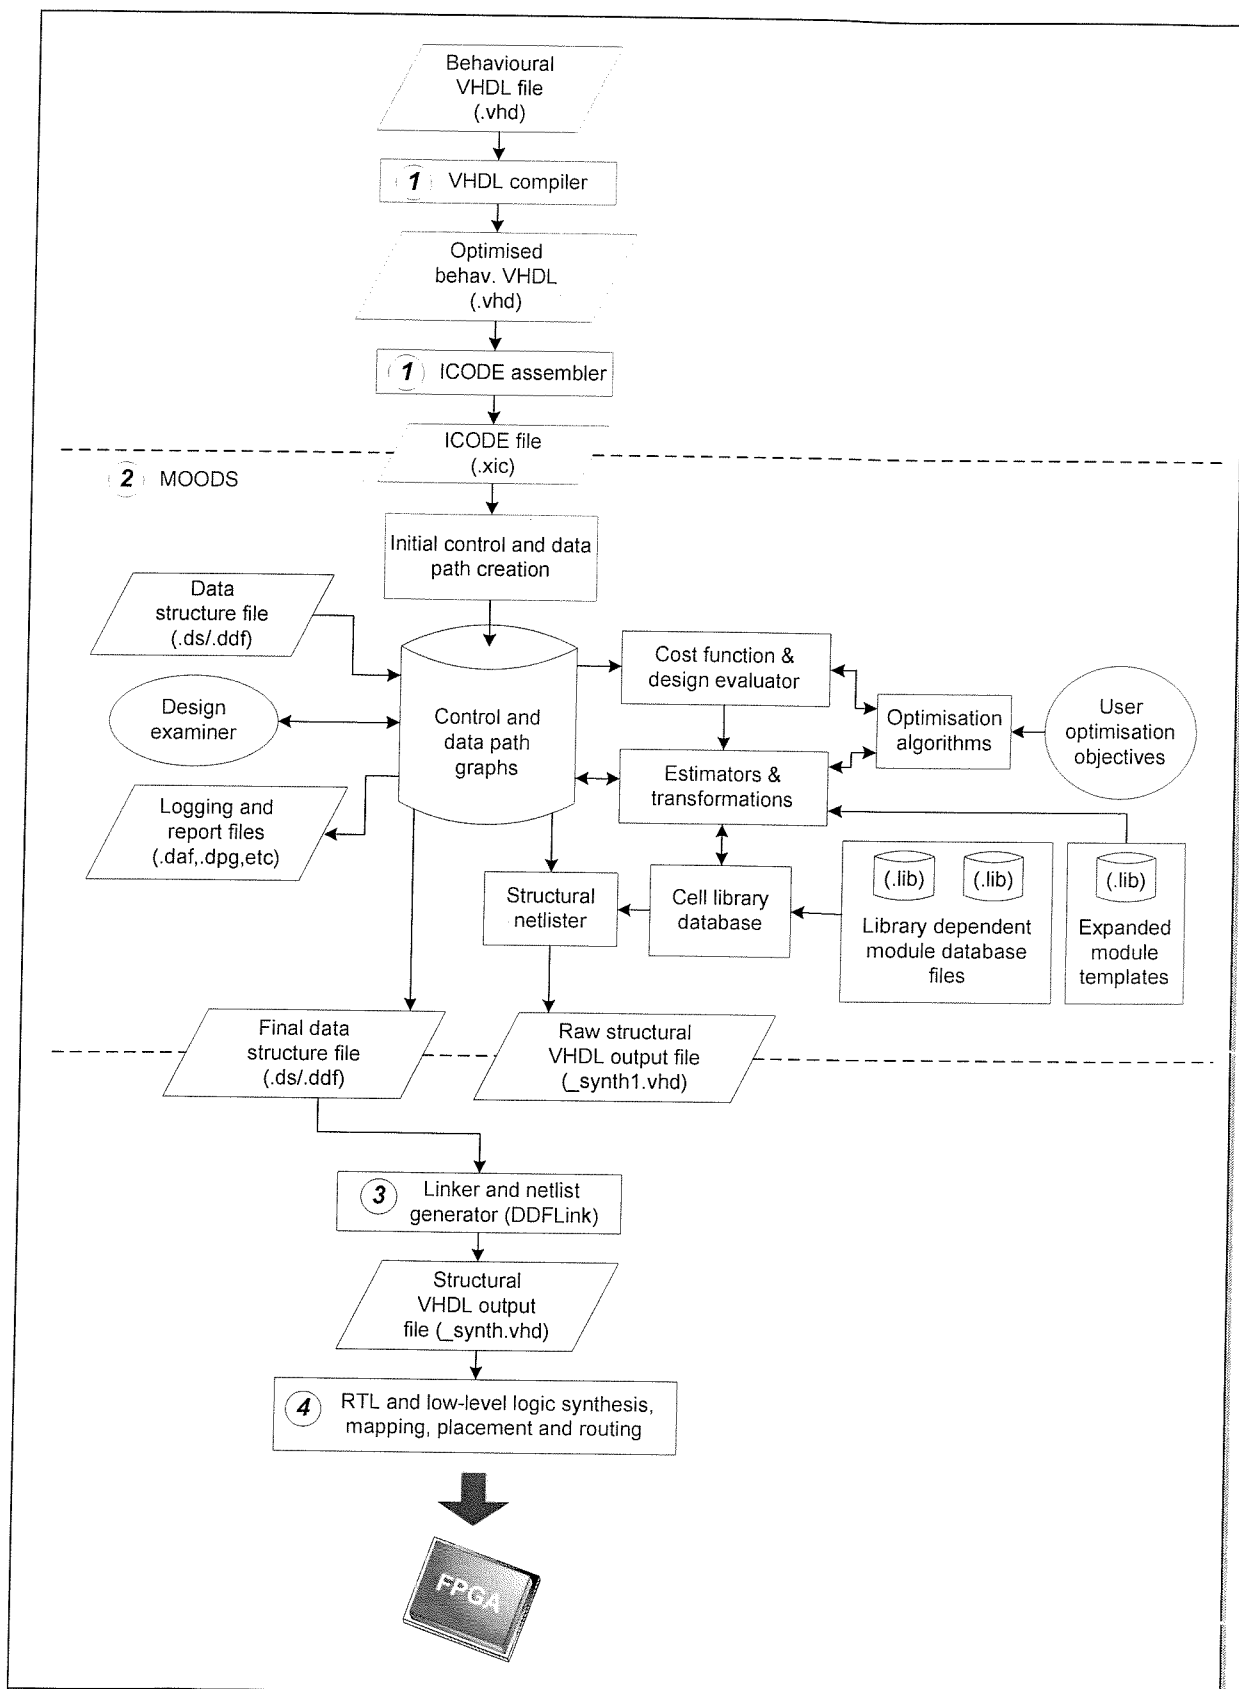 Behavioural
VHDL file
(.vhd)
1 VHDL compiler
Optimised
behav. VHDL
(.vhd)
1 ICODE assembler
ICODE file
(.xic)
2 MOODS
Initial control and data
path creation
Data
structure file
(.ds/.ddf)
Design
examiner
Logging and
report files
(.daf,.dpg,etc)
Control and
data path
graphs
Cost function &
design evaluator
Optimisation
algorithms
User
optimisation
objectives
Estimators &
transformations
Structural
netlister
Cell library
database
(.lib)
(.lib)
Library dependent
module database
files
(.lib)
Expanded
module
templates
Final data
structure file
(.ds/.ddf)
Raw structural
VHDL output file
(_synth1.vhd)
3 Linker and netlist
generator (DDFLink)
Structural
VHDL output
file (_synth.vhd)
4 RTL and low-level logic synthesis,
mapping, placement and routing
FPGA